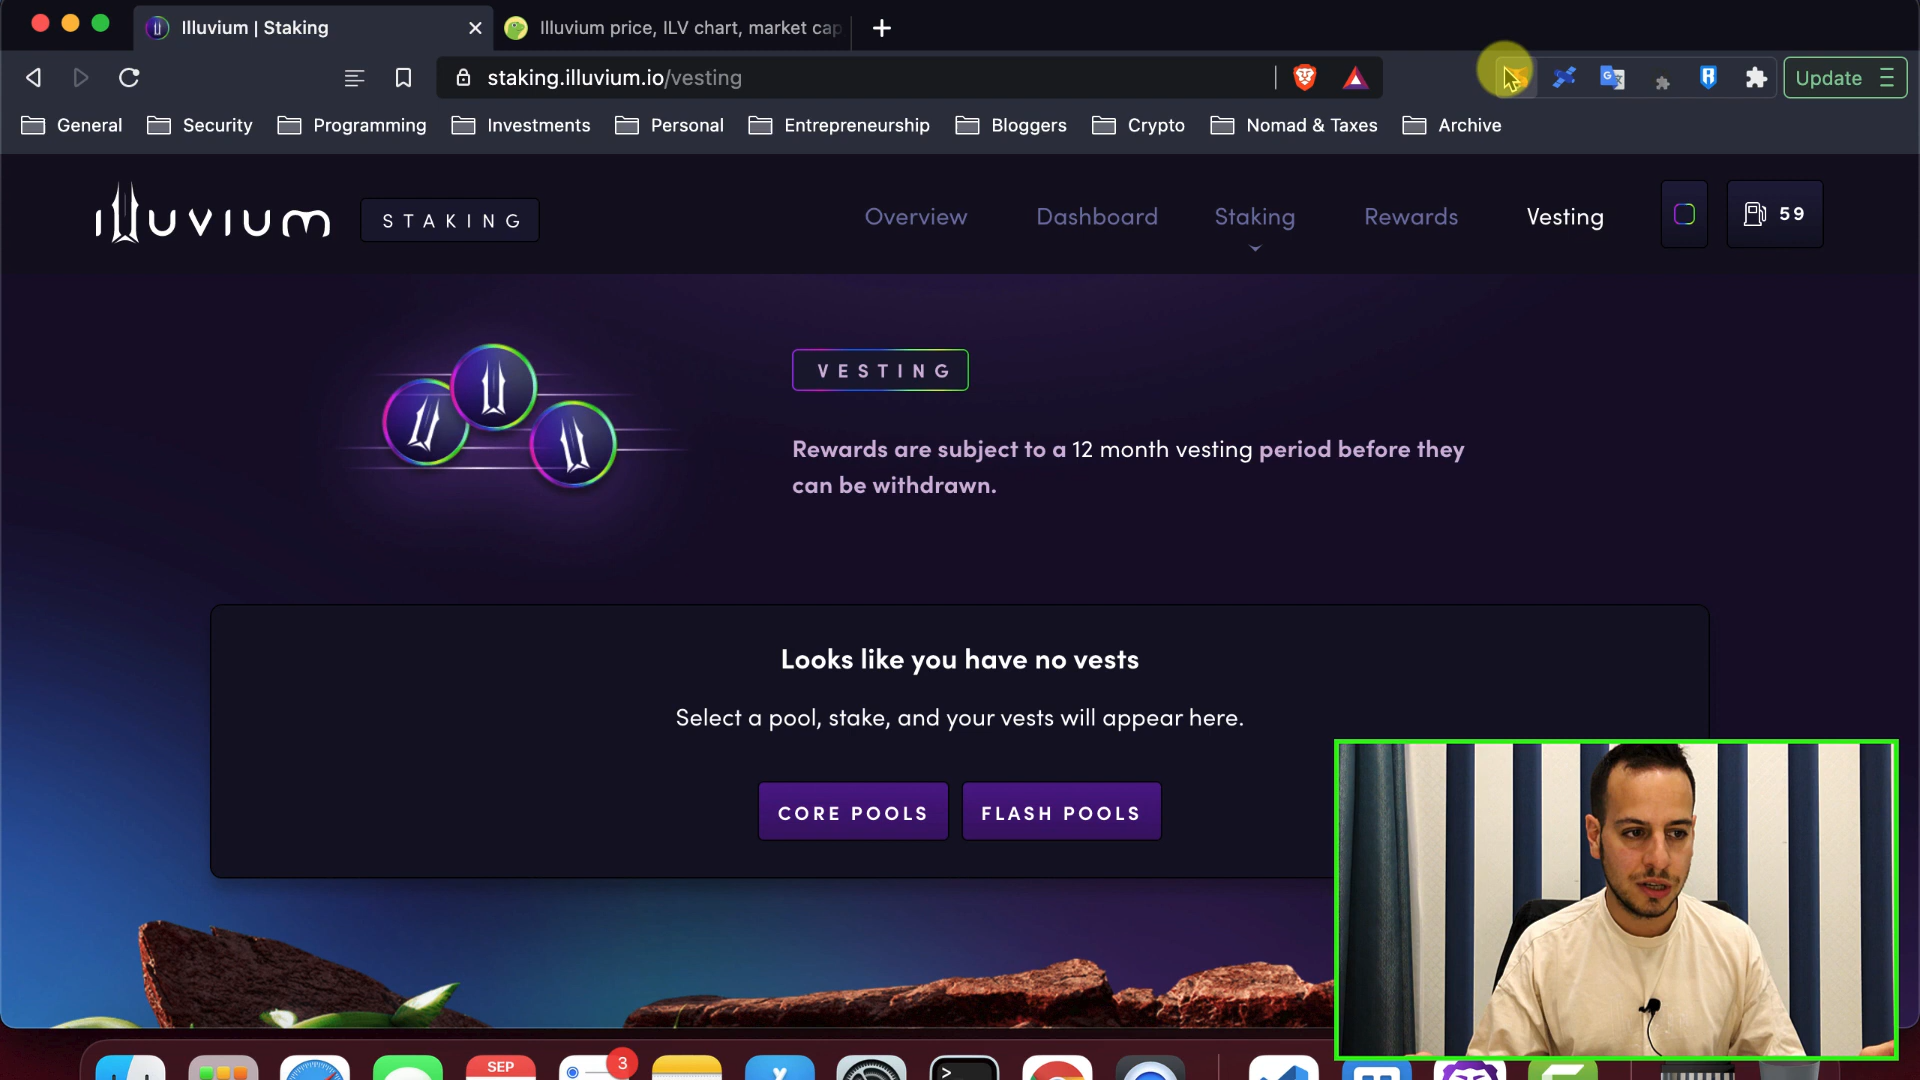 Illuvium | Staking
Illuvium price, ILV chart, market cap
staking.illuvium.io/vesting
Update
General
Security
Programming
Investments
Personal
Entrepreneurship
Bloggers
Crypto
Nomad & Taxes
Archive
ılluvium
STAKING
Overview
Dashboard
Staking
Rewards
Vesting
59
VESTING
Rewards are subject to a 12 month vesting period before they
can be withdrawn.
Looks like you have no vests
Select a pool, stake, and your vests will appear here.
CORE POOLS
FLASH POOLS
SEP
3